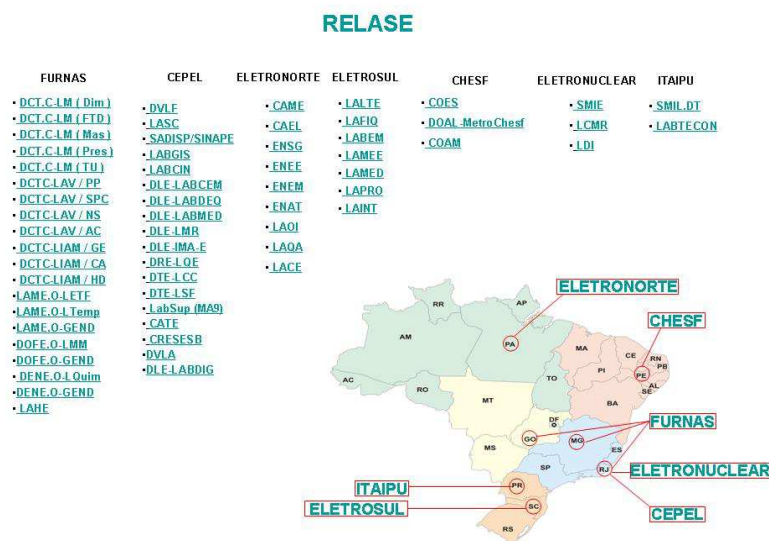 RELASE
FURNAS
DCT.C-LM ( Dim )
DCT.C-LM ( FTD )
DCT.C-LM ( Mas )
DCT.C-LM ( Pres )
DCT.C-LM ( TU )
DCTC-LAV / PP
DCTC-LAV / SPC
DCTC-LAV / NS
DCTC-LAV / AC
DCTC-LIAM / GE
DCTC-LIAM / CA
DCTC-LIAM / HD
LAME.O-LETF
LAME.O-LTemp
LAME.O-GEND
DOFE.O-LMM
DOFE.O-GEND
DENE.O-LQuim
DENE.O-GEND
LAHE
CEPEL
DVLF
LASC
SADISP/SINAPE
LABGIS
LABCIN
DLE-LABCEM
DLE-LABDEQ
DLE-LABMED
DLE-LMR
DLE-IMA-E
DRE-LQE
DTE-LCC
DTE-LSF
LabSup (MA9)
CATE
CRESESB
DVLA
DLE-LABDIG
ELETRONORTE
CAME
CAEL
ENSG
ENEE
ENEM
ENAT
LAOI
LAQA
LACE
ELETROSUL
LALTE
LAFIQ
LABEM
LAMEE
LAMED
LAPRO
LAINT
CHESF
COES
DOAL-MetroChesf
COAM
ELETRONUCLEAR
SMIE
LCMR
LDI
ITAIPU
SMIL.DT
LABTECON
ELETRONORTE
CHESF
FURNAS
ELETRONUCLEAR
CEPEL
ITAIPU
ELETROSUL
RR
AP
AM
PA
MA
CE
RN
PB
PI
PE
AL
SE
AC
RO
TO
BA
MT
DF
GO
MG
MS
ES
SP
RJ
PR
SC
RS